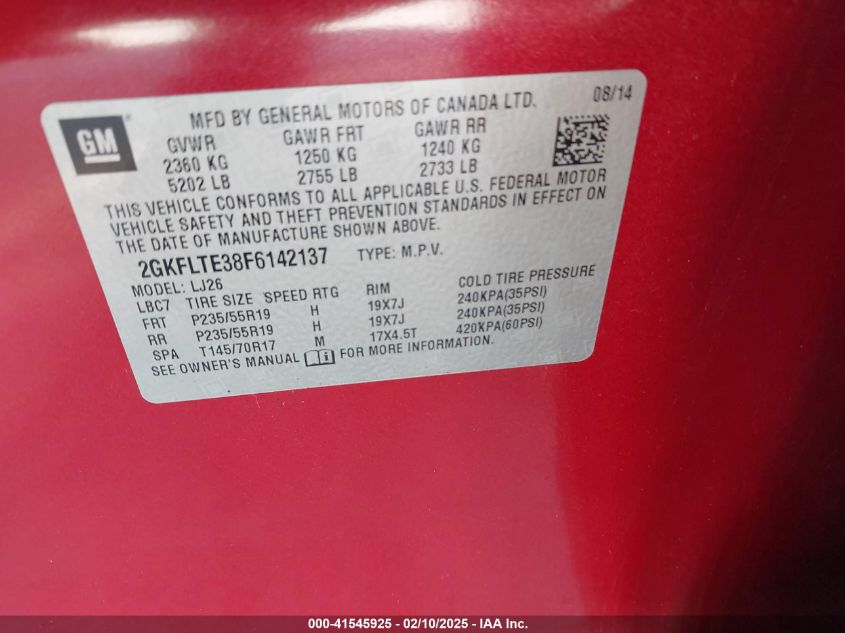 GM
MFD BY GENERAL MOTORS OF CANADA LTD. 08/14
GVWR GAWR FRT GAWR RR
2360 KG 1250 KG 1240 KG
5202 LB 2755 LB 2733 LB
THIS VEHICLE CONFORMS TO ALL APPLICABLE U.S. FEDERAL MOTOR
VEHICLE SAFETY AND THEFT PREVENTION STANDARDS IN EFFECT ON
THE DATE OF MANUFACTURE SHOWN ABOVE.
2GKFLTE38F6142137 TYPE: M.P.V.
MODEL: LJ26
LBC7 TIRE SIZE SPEED RTG RIM COLD TIRE PRESSURE
FRT P235/55R19 H 19X7J 240KPA(35PSI)
RR P235/55R19 H 19X7J 240KPA(35PSI)
SPA T145/70R17 M 17X4.5T 420KPA(60PSI)
SEE OWNER'S MANUAL i FOR MORE INFORMATION.
000-41545925 - 02/10/2025 - IAA Inc.